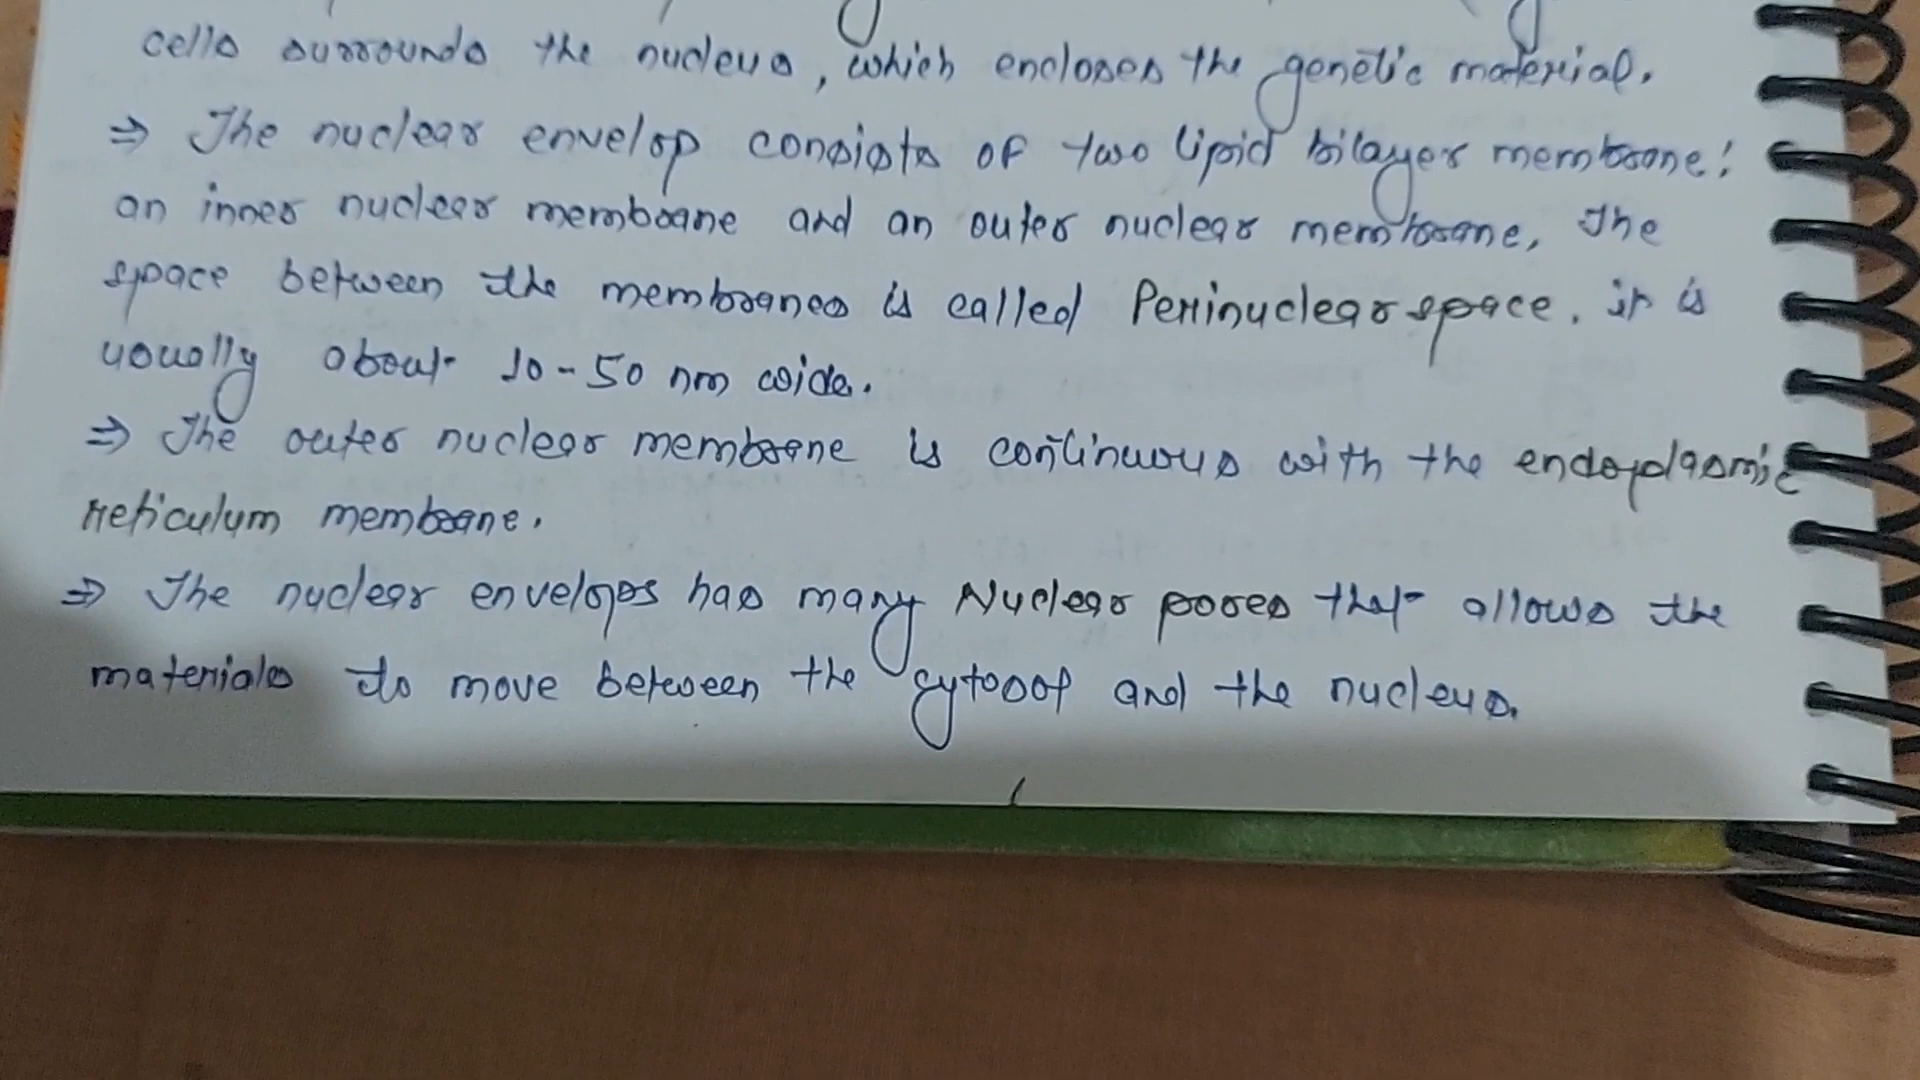 cells surrounds the nucleus, which encloses the genetic material.
⇒ The nuclear envelop consists of two lipid bilayer membrane:
an inner nuclear membrane and an outer nuclear membrane, The
space between the membranes is called Perinuclear space. it is
usually about 10-50 nm wide.
⇒ The outer nuclear membrane is continuous with the endoplasmic
reticulum membrane.
⇒ The nuclear envelopes has many Nuclear pores that allows the
materials to move between the cytosol and the nucleus.